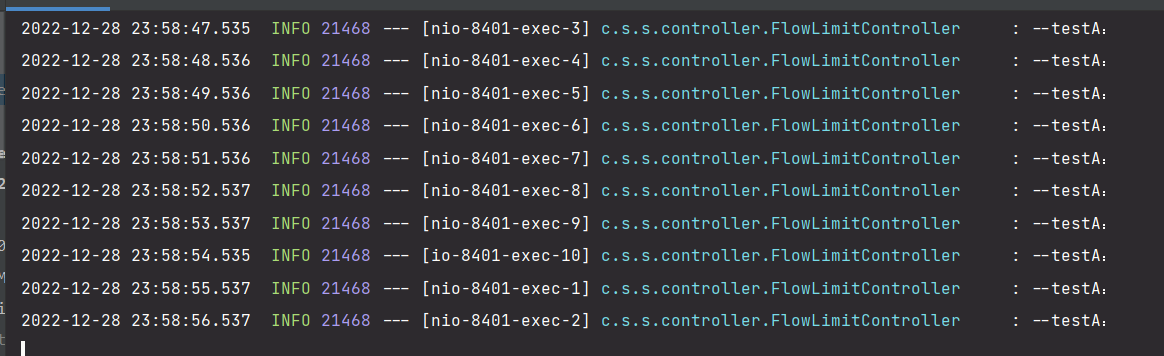 2022-12-28 23:58:47.535  INFO 21468 --- [nio-8401-exec-3] c.s.s.controller.FlowLimitController     : --testA：
2022-12-28 23:58:48.536  INFO 21468 --- [nio-8401-exec-4] c.s.s.controller.FlowLimitController     : --testA：
2022-12-28 23:58:49.536  INFO 21468 --- [nio-8401-exec-5] c.s.s.controller.FlowLimitController     : --testA：
2022-12-28 23:58:50.536  INFO 21468 --- [nio-8401-exec-6] c.s.s.controller.FlowLimitController     : --testA：
2022-12-28 23:58:51.536  INFO 21468 --- [nio-8401-exec-7] c.s.s.controller.FlowLimitController     : --testA：
2022-12-28 23:58:52.537  INFO 21468 --- [nio-8401-exec-8] c.s.s.controller.FlowLimitController     : --testA：
2022-12-28 23:58:53.537  INFO 21468 --- [nio-8401-exec-9] c.s.s.controller.FlowLimitController     : --testA：
2022-12-28 23:58:54.535  INFO 21468 --- [io-8401-exec-10] c.s.s.controller.FlowLimitController     : --testA：
2022-12-28 23:58:55.537  INFO 21468 --- [nio-8401-exec-1] c.s.s.controller.FlowLimitController     : --testA：
2022-12-28 23:58:56.537  INFO 21468 --- [nio-8401-exec-2] c.s.s.controller.FlowLimitController     : --testA：